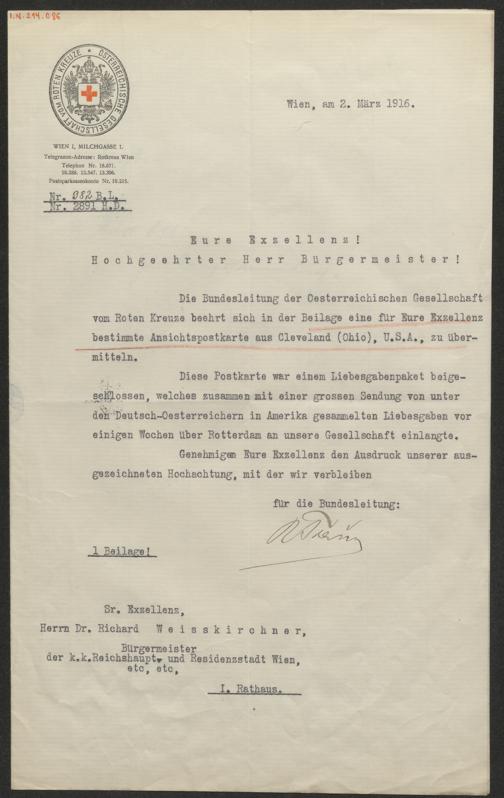 I.N. 214.086
ÖSTERREICHISCHE GESELLSCHAFT VOM ROTEN KREUZE
WIEN I, MILCHGASSE 1.
Telegramm-Adresse: Rotkreuz Wien
Telephon Nr. 16.071.
Postsparkassenkonto Nr.
Wien, am 2. März 1916.
Nr. 382 B.L.
Nr. 2891 H.D.
Eure Exzellenz!
Hochgeehrter Herr Bürgermeister!
Die Bundesleitung der Oesterreichischen Gesellschaft
vom Roten Kreuze beehrt sich in der Beilage eine für Eure Exzellenz
bestimmte Ansichtspostkarte aus Cleveland (Ohio), U.S.A., zu über-
mitteln.
Diese Postkarte war einem Liebesgabenpaket beige-
schlossen, welches zusammen mit einer grossen Sendung von unter
den Deutsch-Oesterreichern in Amerika gesammelten Liebesgaben vor
einigen Wochen über Rotterdam an unsere Gesellschaft einlangte.
Genehmigen Eure Exzellenz den Ausdruck unserer aus-
gezeichneten Hochachtung, mit der wir verbleiben
für die Bundesleitung:
1 Beilage!
Sr. Exzellenz,
Herrn Dr. Richard Weisskirchner,
Bürgermeister
der k.k.Reichshaupt- und Residenzstadt Wien,
etc, etc,
I. Rathaus.